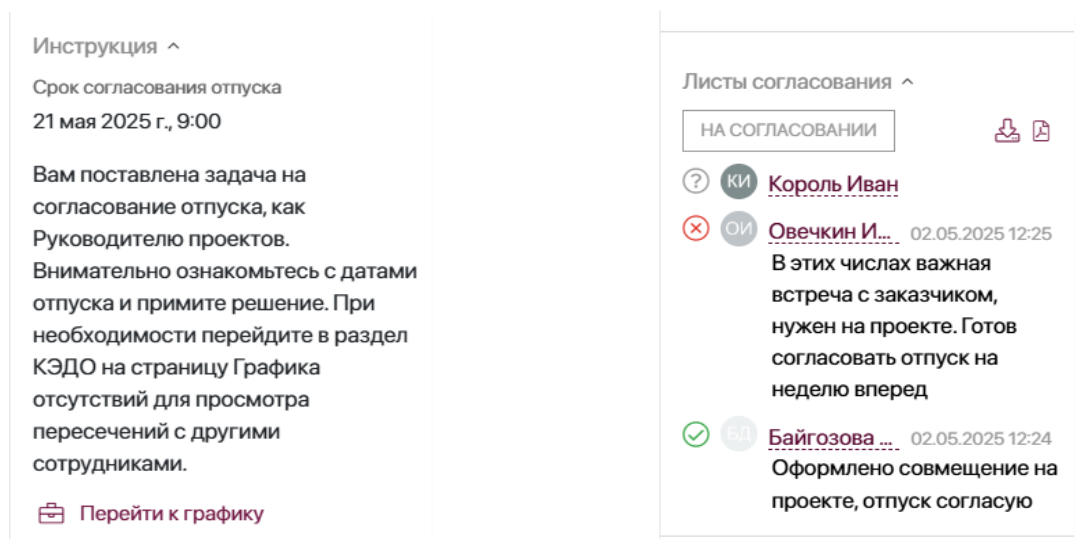 Инструкция
Срок согласования отпуска
21 мая 2025 г., 9:00
Вам поставлена задача на
согласование отпуска, как
Руководителю проектов.
Внимательно ознакомьтесь с датами
отпуска и примите решение. При
необходимости перейдите в раздел
КЭДО на страницу Графика
отсутствий для просмотра
пересечений с другими
сотрудниками.
Перейти к графику
Листы согласования
НА СОГЛАСОВАНИИ
КИ Король Иван
ОИ Овечкин И... 02.05.2025 12:25
В этих числах важная
встреча с заказчиком,
нужен на проекте. Готов
согласовать отпуск на
неделю вперед
БД Байгозова ... 02.05.2025 12:24
Оформлено совмещение на
проекте, отпуск согласую